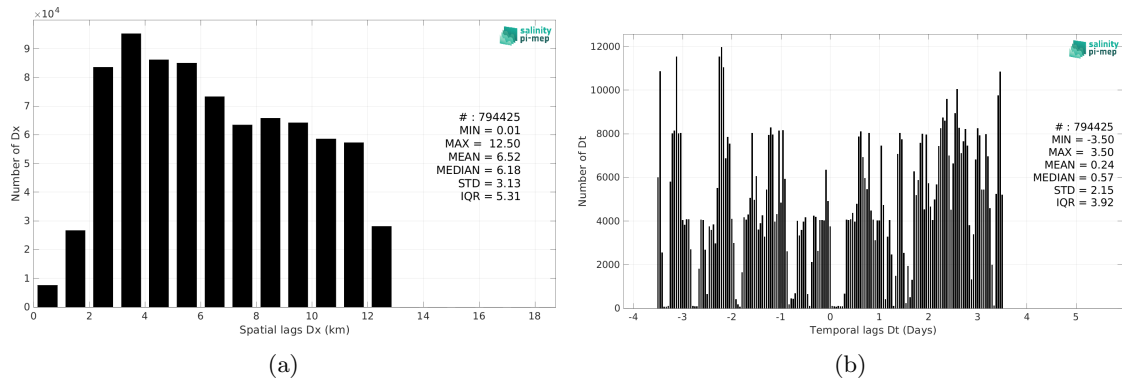 ×10⁴
9
8
7
6
5
4
3
2
1
0
Number of Dx
0 2 4 6 8 10 12 14 16 18
Spatial lags Dx (km)
salinity
pi-mep
# : 794425
MIN = 0.01
MAX = 12.50
MEAN = 6.52
MEDIAN = 6.18
STD = 3.13
IQR = 5.31
(a)
12000
10000
8000
6000
4000
2000
0
Number of Dt
-4 -3 -2 -1 0 1 2 3 4 5
Temporal lags Dt (Days)
salinity
pi-mep
# : 794425
MIN = -3.50
MAX = 3.50
MEAN = 0.24
MEDIAN = 0.57
STD = 2.15
IQR = 3.92
(b)